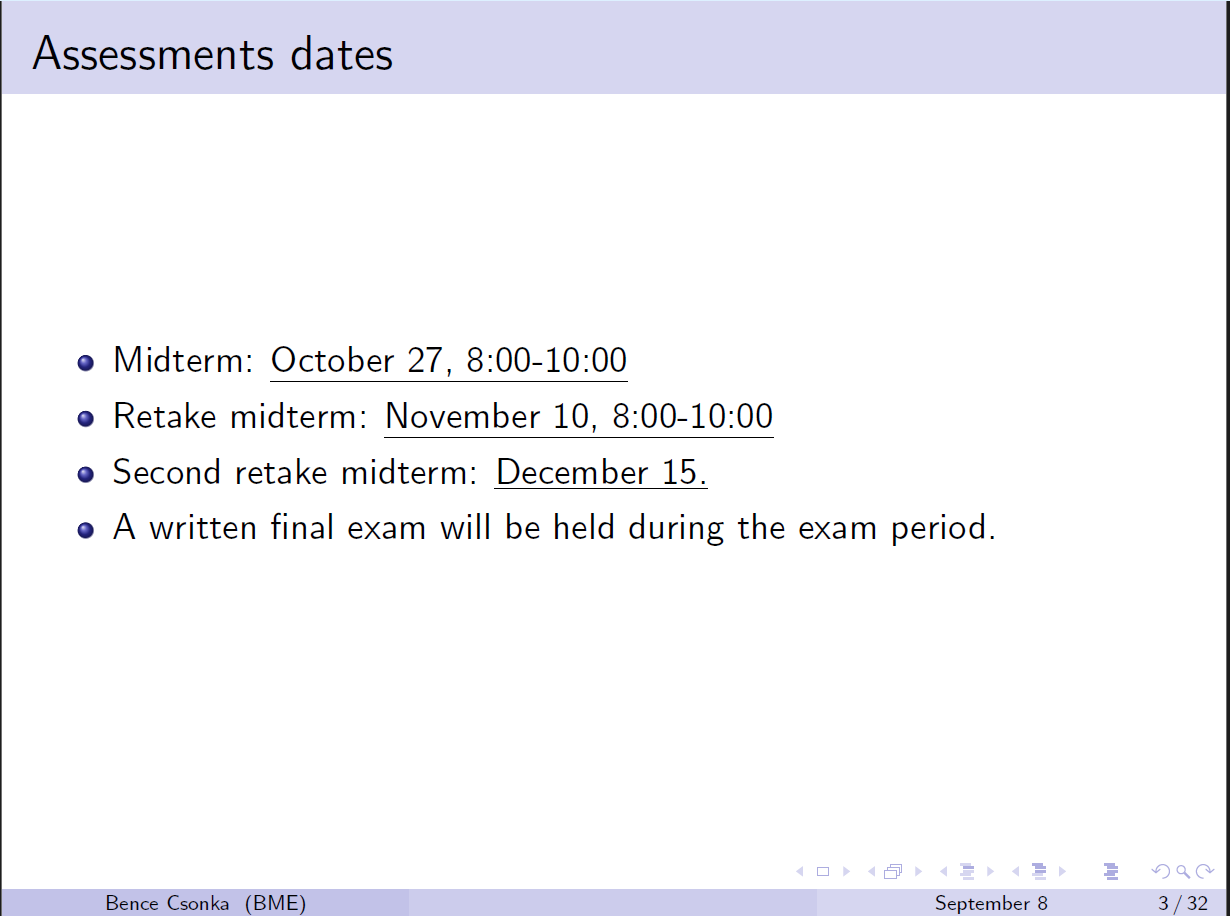 Assessments dates
Midterm: October 27, 8:00-10:00
Retake midterm: November 10, 8:00-10:00
Second retake midterm: December 15.
A written final exam will be held during the exam period.
Bence Csonka (BME)
September 8
3 / 32